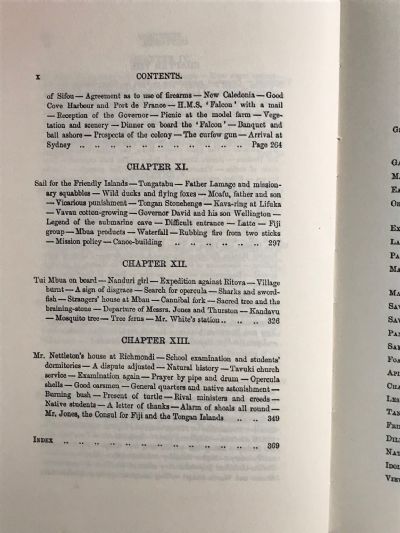 x CONTENTS.
of Sifou — Agreement as to use of firearms — New Caledonia — Good
Cove Harbour and Port de France — H.M.S. ‘Falcon’ with a mail
— Reception of the Governor — Picnic at the model farm — Vege-
tation and scenery — Dinner on board the ‘Falcon’ — Banquet and
ball ashore — Prospects of the colony — The curfew gun — Arrival at
Sydney .. .. .. .. .. .. .. .. .. Page 264
CHAPTER XI.
Sail for the Friendly Islands — Tongatabu — Father Lamage and mission-
ary squabbles — Wild ducks and flying foxes — Moafu, father and son
— Vicarious punishment — Tongan Stonehenge — Kava-ring at Lifuka
— Vavau cotton-growing — Governor David and his son Wellington —
Legend of the submarine cave — Difficult entrance — Latte — Fiji
group — Mbua products — Waterfall — Rubbing fire from two sticks
— Mission policy — Canoe-building .. .. .. .. .. .. 297
CHAPTER XII.
Tui Mbua on board — Nanduri girl — Expedition against Ritova — Village
burnt — A sign of disgrace — Search for opercula — Sharks and sword-
fish — Strangers’ house at Mbau — Cannibal fork — Sacred tree and the
braining-stone — Departure of Messrs. Jones and Thurston — Kandavu
— Mosquito tree — Tree ferns — Mr. White’s station .. .. .. 326
CHAPTER XIII.
Mr. Nettleton’s house at Richmondi — School examination and students’
dormitories — A dispute adjusted — Natural history — Tavuki church
service — Examination again — Prayer by pipe and drum — Opercula
shells — Good oarsmen — General quarters and native astonishment —
Burning bush — Present of turtle — Rival ministers and creeds —
Native students — A letter of thanks — Alarm of shoals all round —
Mr. Jones, the Consul for Fiji and the Tongan Islands .. .. 349
INDEX .. .. .. .. .. .. .. .. .. .. .. .. 369